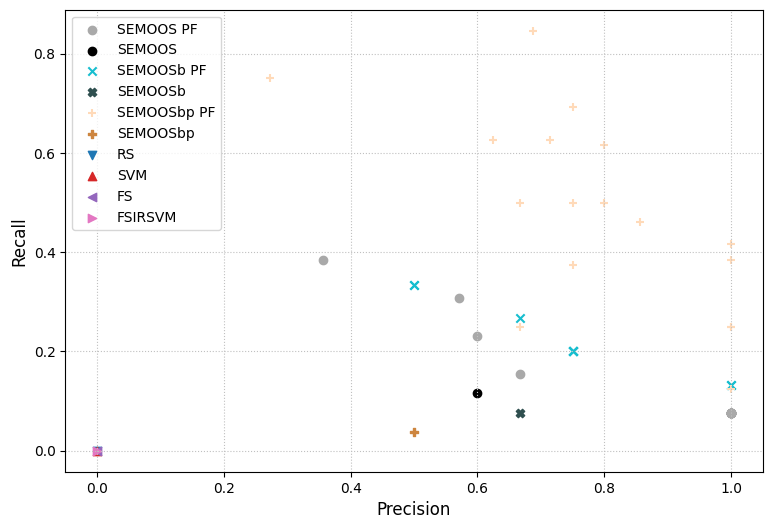 SEMOOS PF
SEMOOS
SEMOOSb PF
SEMOOSb
SEMOOSbp PF
SEMOOSbp
RS
SVM
FS
FSIRSVM
0.8
0.6
0.4
0.2
0.0
Recall
0.0 0.2 0.4 0.6 0.8 1.0
Precision